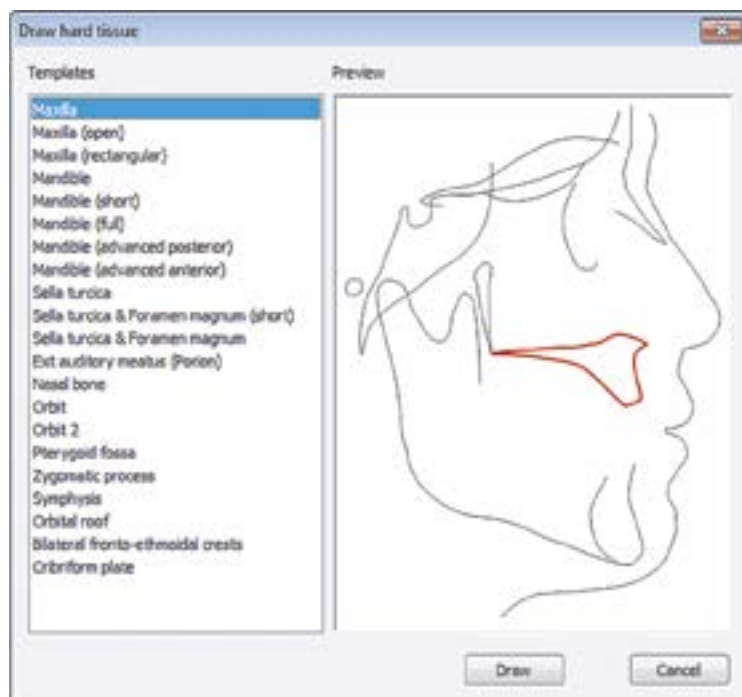 Draw hard tissue
Templates
Preview
Maxilla
Maxilla (open)
Maxilla (rectangular)
Mandible
Mandible (short)
Mandible (full)
Mandible (advanced posterior)
Mandible (advanced anterior)
Sella turcica
Sella turcica & Foramen magnum (short)
Sella turcica & Foramen magnum
Ext auditory meatus (Porion)
Nasal bone
Orbit
Orbit 2
Pterygoid fossa
Zygomatic process
Symphysis
Orbital roof
Bilateral fronto-ethmoidal crests
Cribriform plate
Draw
Cancel